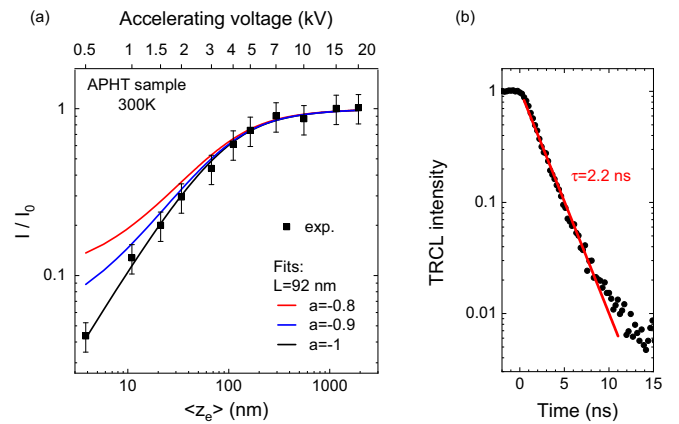 (a)
Accelerating voltage (kV)
0.5 1 1.5 2 3 4 5 7 10 15 20
APHT sample
300K
1
0.1
I / I0
exp.
Fits:
L=92 nm
a=-0.8
a=-0.9
a=-1
10 100 1000
<ze> (nm)
(b)
1
0.1
0.01
TRCL intensity
τ=2.2 ns
0 5 10 15
Time (ns)